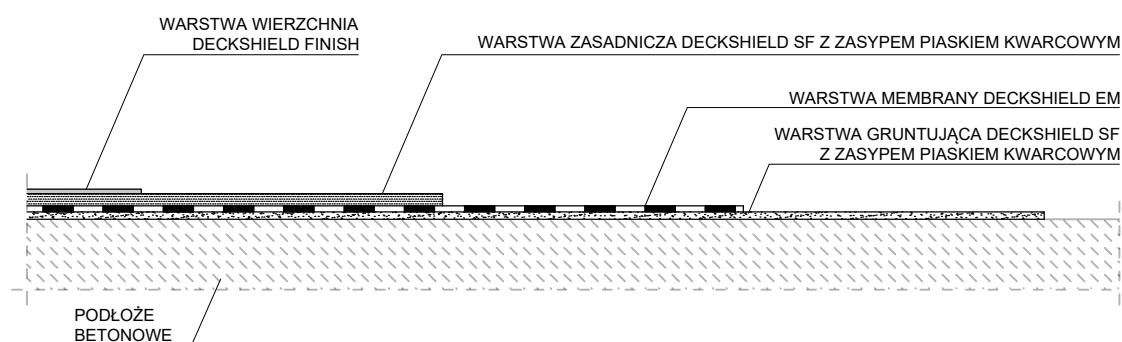 WARSTWA WIERZCHNIA
DECKSHIELD FINISH
WARSTWA ZASADNICZA DECKSHIELD SF Z ZASYPEM PIASKIEM KWARCOWYM
WARSTWA MEMBRANY DECKSHIELD EM
WARSTWA GRUNTUJĄCA DECKSHIELD SF
Z ZASYPEM PIASKIEM KWARCOWYM
PODŁOŻE
BETONOWE